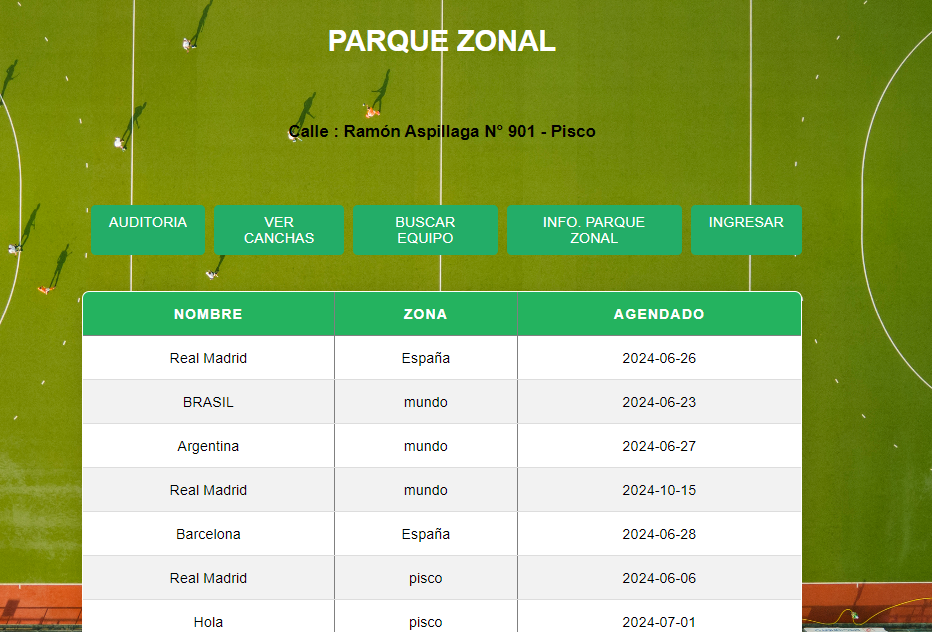 PARQUE ZONAL
Calle : Ramón Aspillaga N° 901 - Pisco
AUDITORIA
VER
CANCHAS
BUSCAR
EQUIPO
INFO. PARQUE
ZONAL
INGRESAR
NOMBRE ZONA AGENDADO
Real Madrid España 2024-06-26
BRASIL mundo 2024-06-23
Argentina mundo 2024-06-27
Real Madrid mundo 2024-10-15
Barcelona España 2024-06-28
Real Madrid pisco 2024-06-06
Hola pisco 2024-07-01